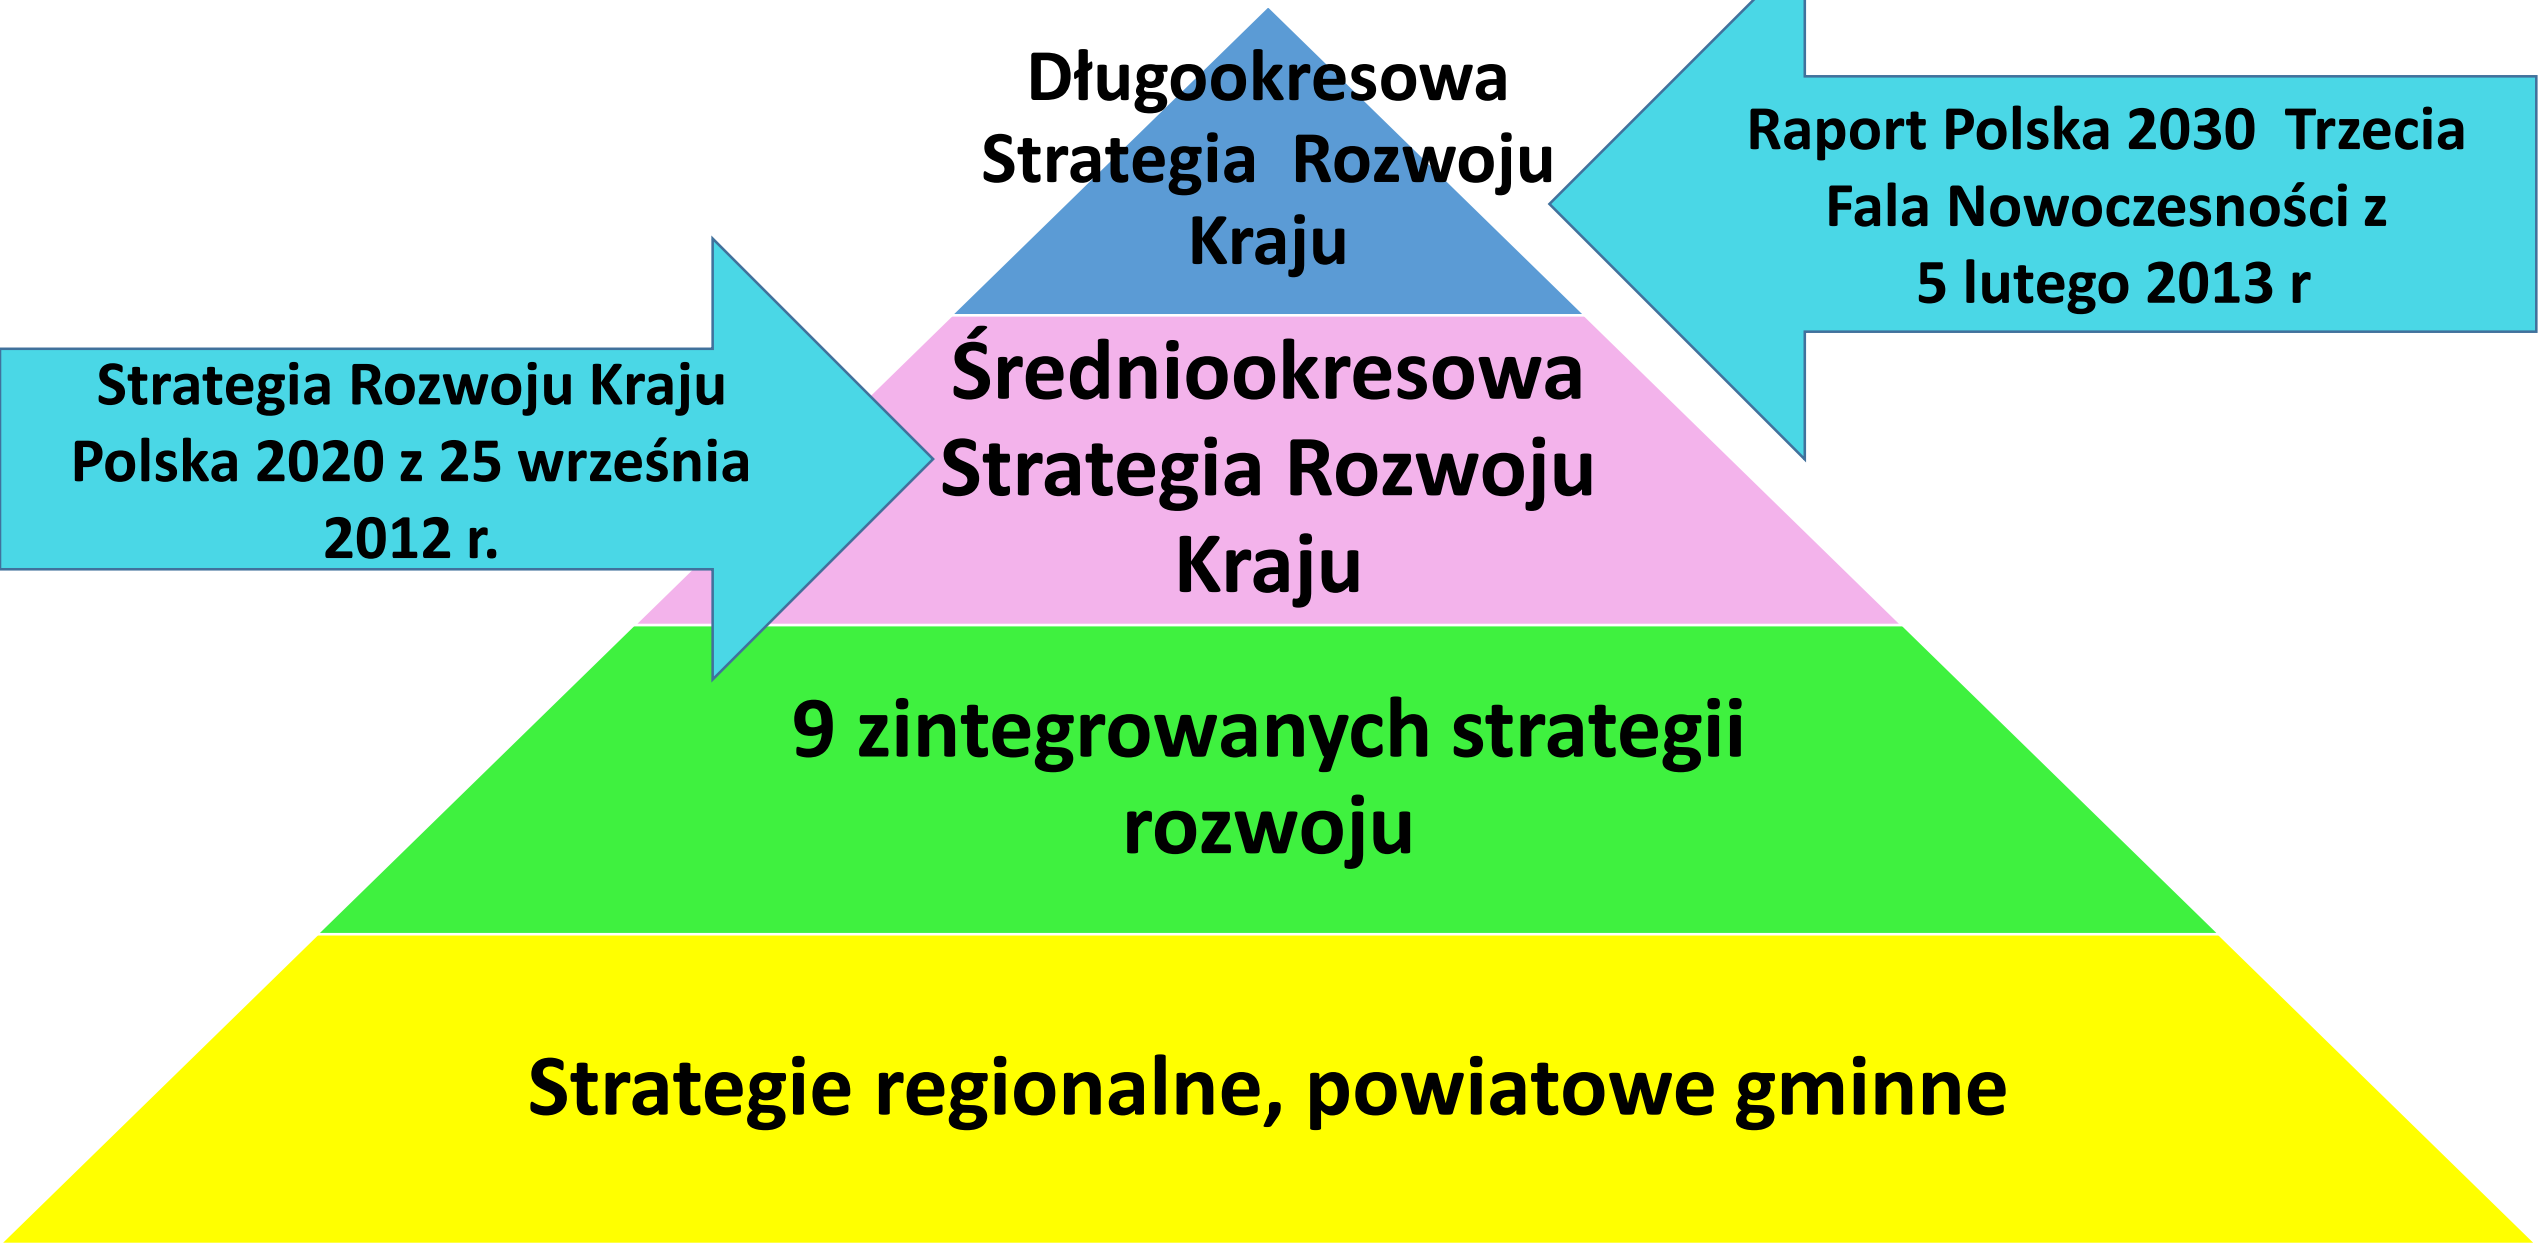 Długookresowa
Strategia  Rozwoju
Kraju
Raport Polska 2030  Trzecia
Fala Nowoczesności z
5 lutego 2013 r
Średniookresowa
Strategia Rozwoju
Kraju
Strategia Rozwoju Kraju
Polska 2020 z 25 września
2012 r.
9 zintegrowanych strategii
rozwoju
Strategie regionalne, powiatowe gminne